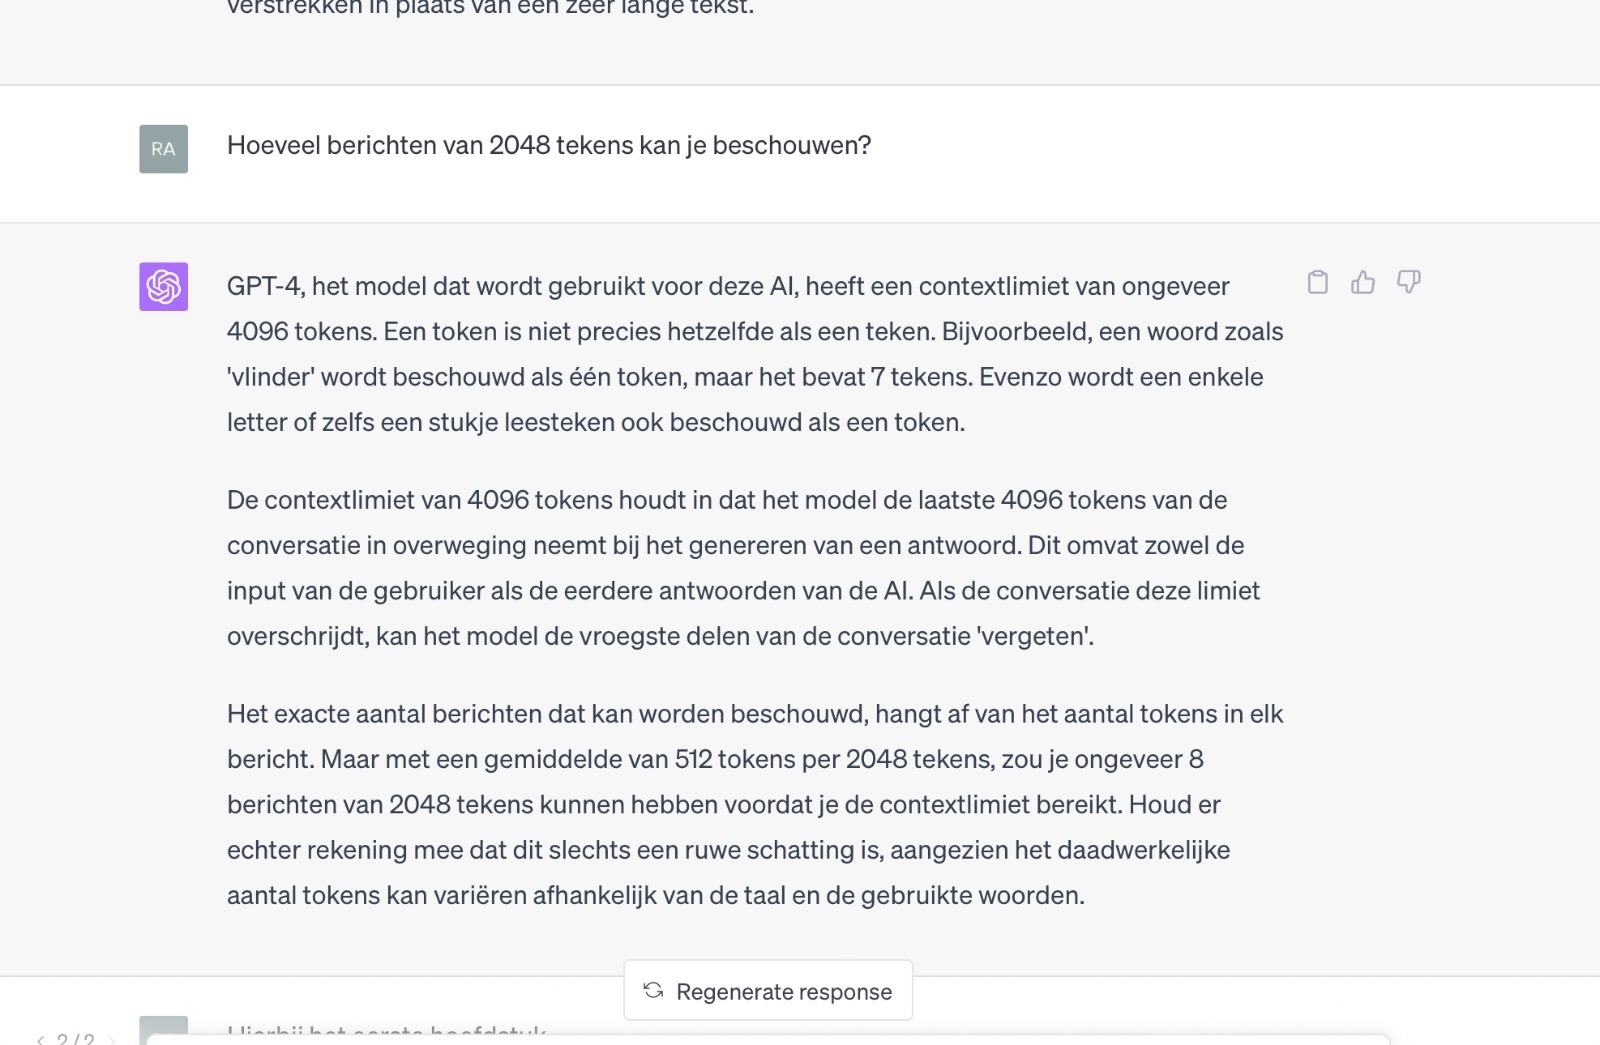 verstrekken in plaats van een zeer lange tekst.
RA
Hoeveel berichten van 2048 tekens kan je beschouwen?
GPT-4, het model dat wordt gebruikt voor deze AI, heeft een contextlimiet van ongeveer
4096 tokens. Een token is niet precies hetzelfde als een teken. Bijvoorbeeld, een woord zoals
'vlinder' wordt beschouwd als één token, maar het bevat 7 tekens. Evenzo wordt een enkele
letter of zelfs een stukje leesteken ook beschouwd als een token.
De contextlimiet van 4096 tokens houdt in dat het model de laatste 4096 tokens van de
conversatie in overweging neemt bij het genereren van een antwoord. Dit omvat zowel de
input van de gebruiker als de eerdere antwoorden van de AI. Als de conversatie deze limiet
overschrijdt, kan het model de vroegste delen van de conversatie 'vergeten'.
Het exacte aantal berichten dat kan worden beschouwd, hangt af van het aantal tokens in elk
bericht. Maar met een gemiddelde van 512 tokens per 2048 tekens, zou je ongeveer 8
berichten van 2048 tekens kunnen hebben voordat je de contextlimiet bereikt. Houd er
echter rekening mee dat dit slechts een ruwe schatting is, aangezien het daadwerkelijke
aantal tokens kan variëren afhankelijk van de taal en de gebruikte woorden.
Regenerate response
< 2 / 2 >
Hierbij het eerste hoofdstuk